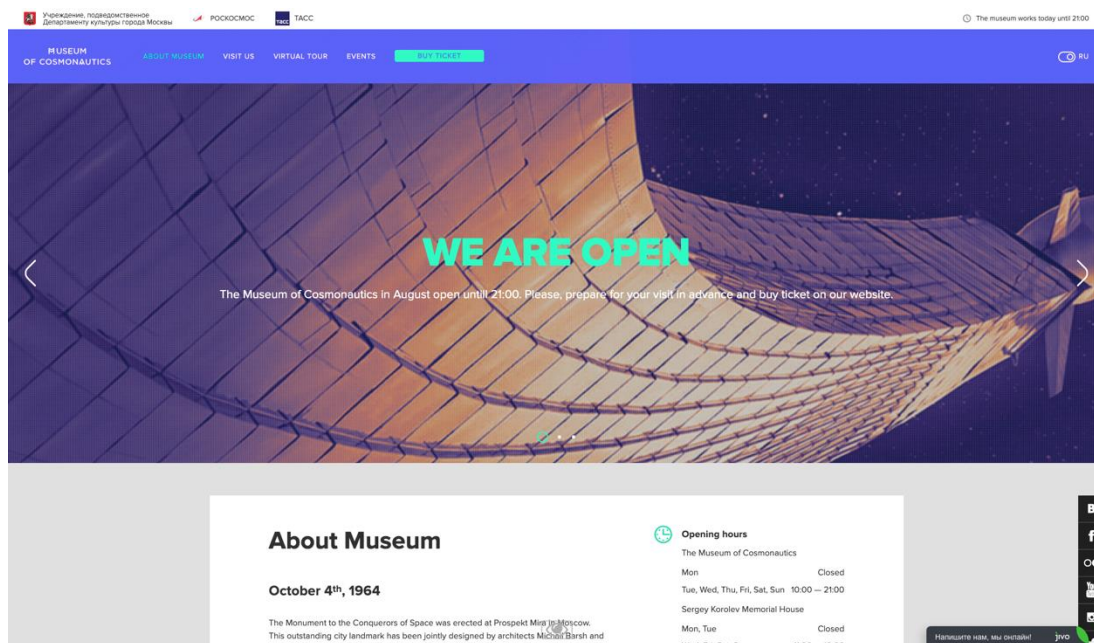 Учреждение, подведомственное
Департаменту культуры города Москвы
РОСКОСМОС
ТАСС
ТАСС
The museum works today until 21:00
MUSEUM
OF COSMONAUTICS
ABOUT MUSEUM
VISIT US
VIRTUAL TOUR
EVENTS
BUY TICKET
RU
WE ARE OPEN
The Museum of Cosmonautics in August open untill 21:00. Please, prepare for your visit in advance and buy ticket on our website.
About Museum
October 4th, 1964
The Monument to the Conquerors of Space was erected at Prospekt Mira in Moscow.
This outstanding city landmark has been jointly designed by architects Michail Barsh and
Opening hours
The Museum of Cosmonautics
Mon Closed
Tue, Wed, Thu, Fri, Sat, Sun 10:00 — 21:00
Sergey Korolev Memorial House
Mon, Tue Closed
Напишите нам, мы онлайн! jivo